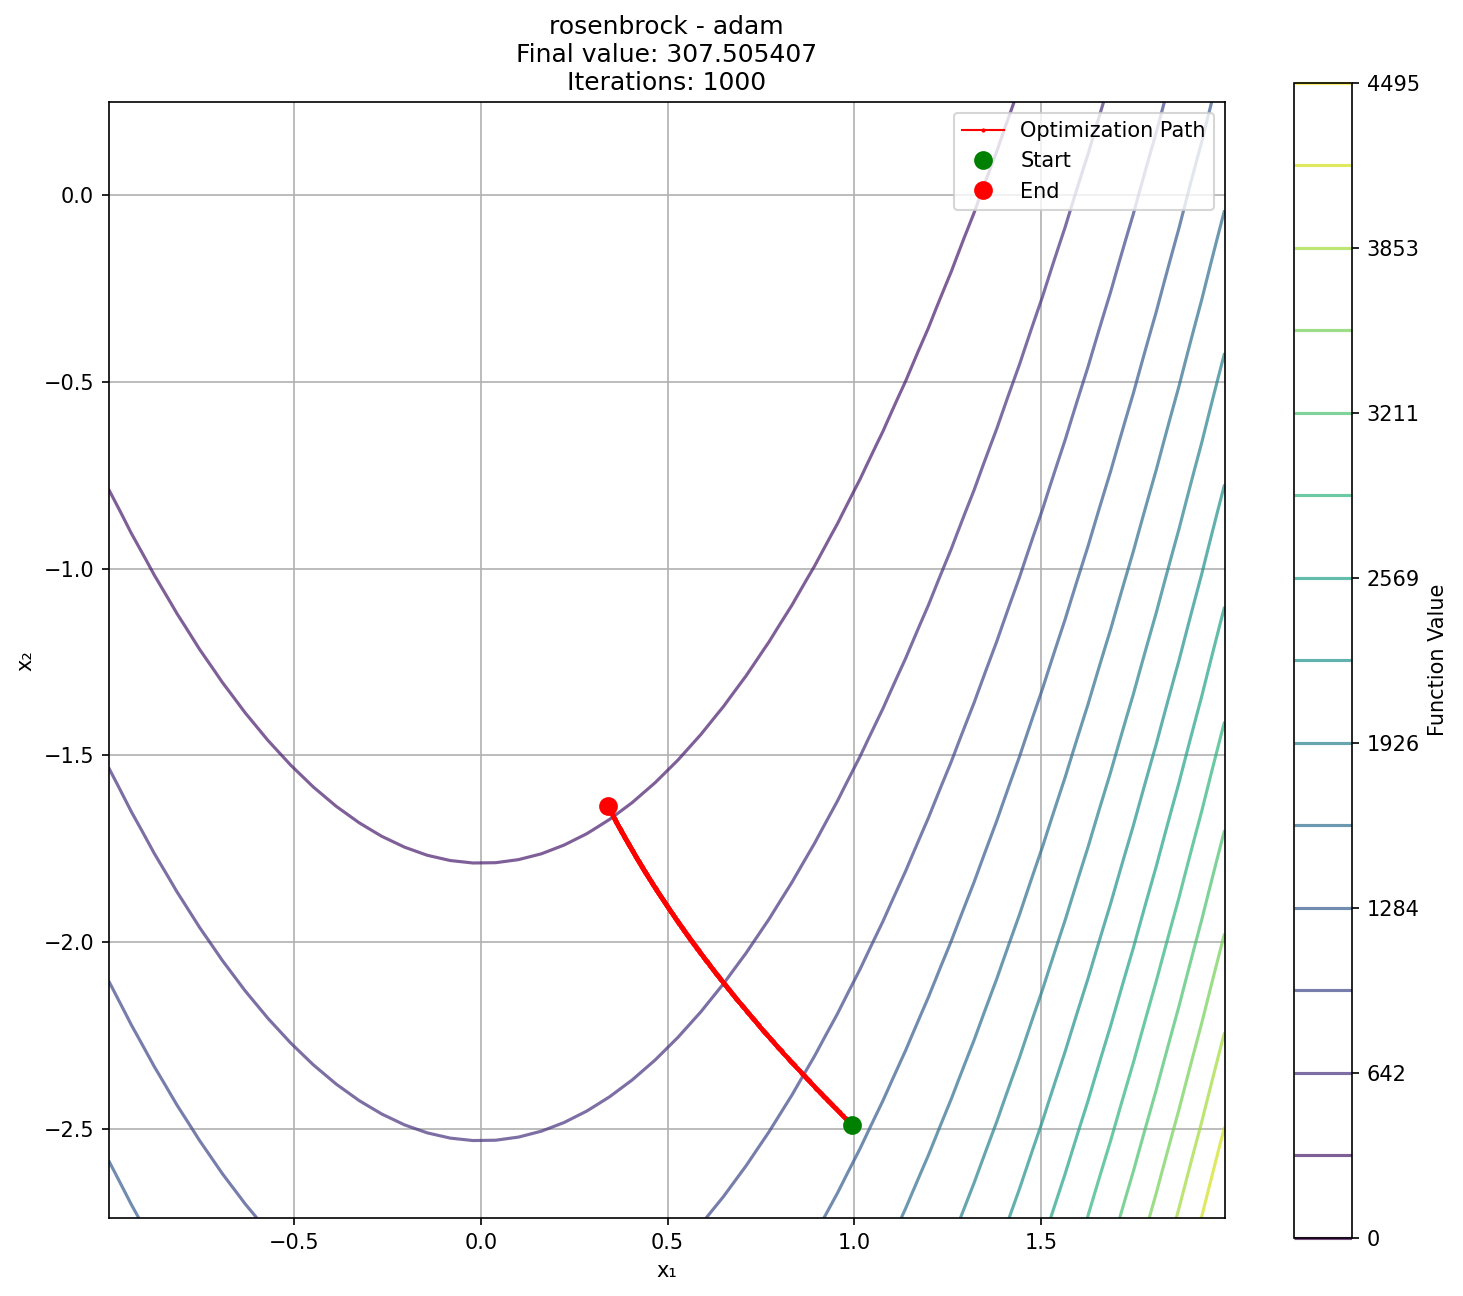 rosenbrock - adam
Final value: 307.505407
Iterations: 1000
Optimization Path
Start
End
0.0
−0.5
−1.0
−1.5
−2.0
−2.5
x₂
−0.5
0.0
0.5
1.0
1.5
x₁
4495
3853
3211
2569
1926
1284
642
0
Function Value